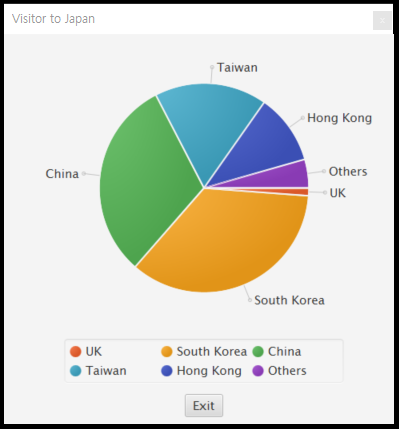 Visitor to Japan
Taiwan
Hong Kong
China
Others
UK
South Korea
UK South Korea China
Taiwan Hong Kong Others
Exit